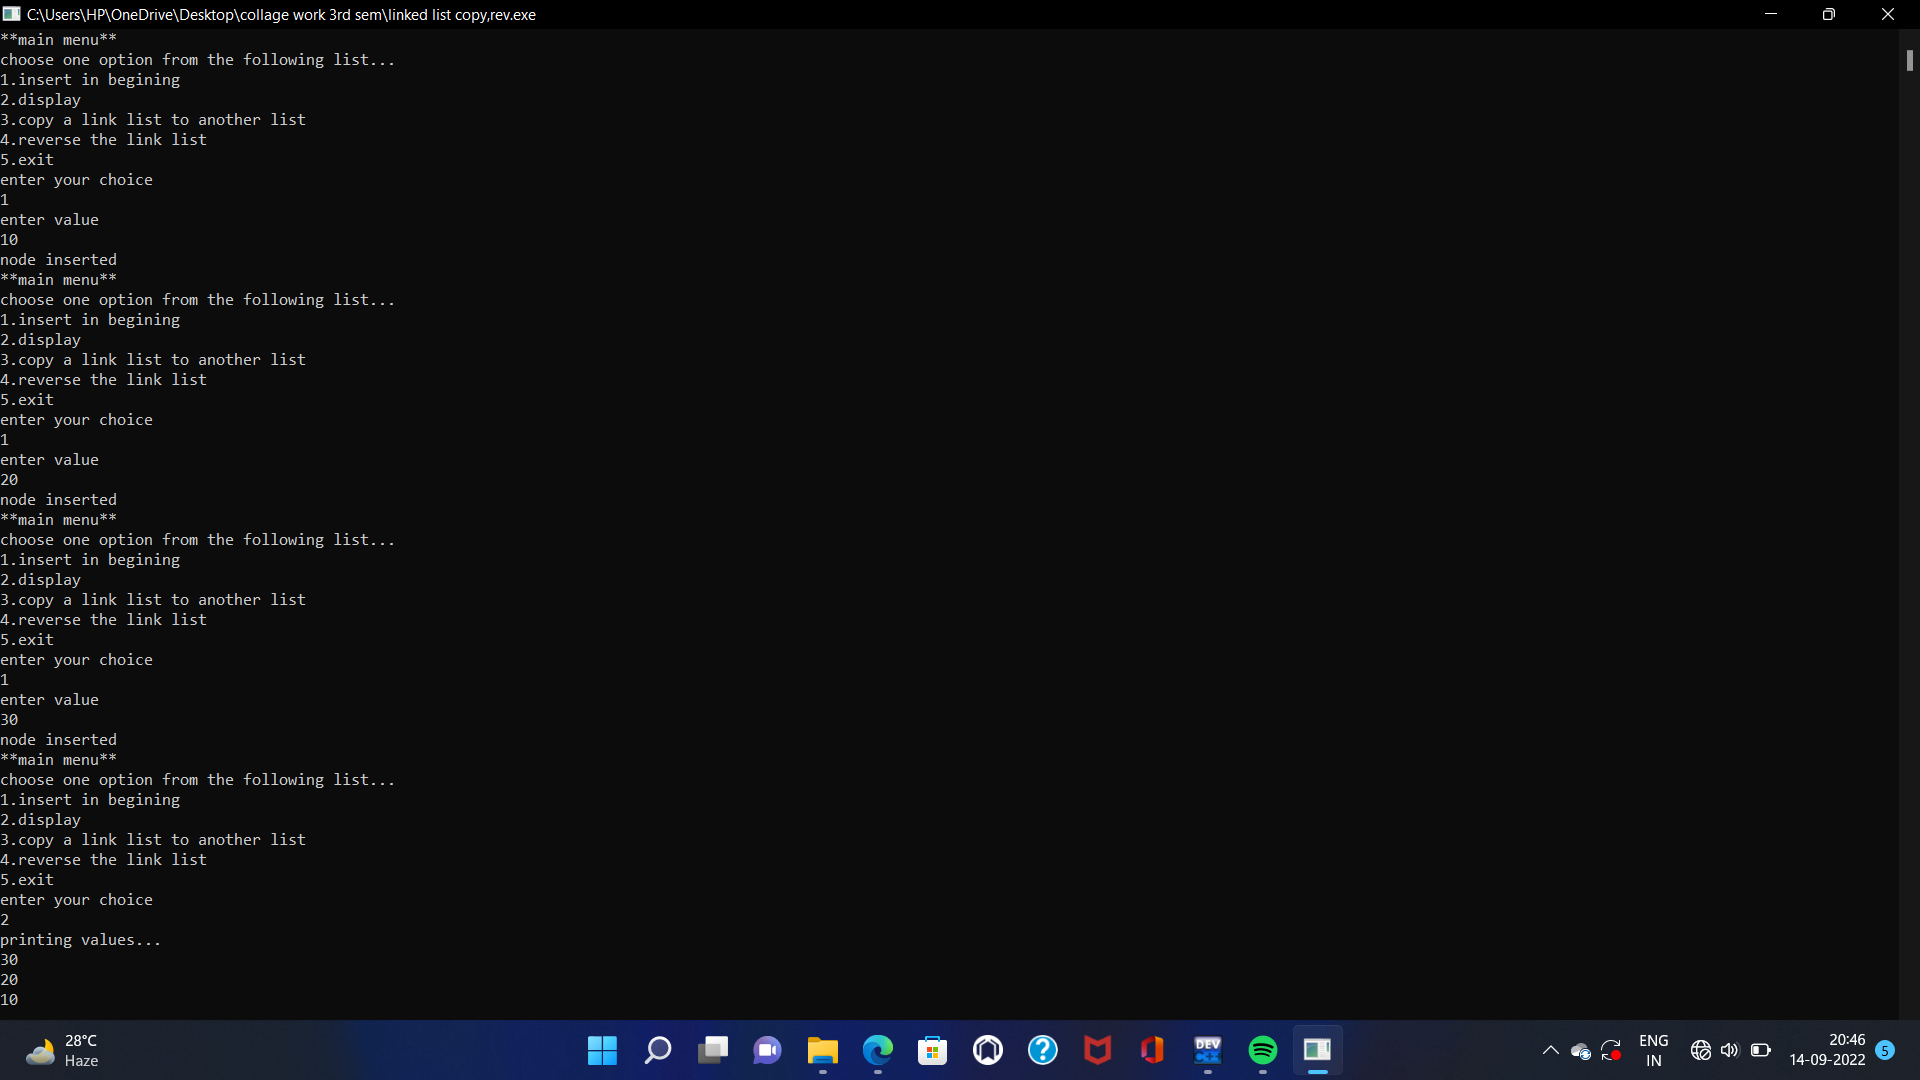 C:\Users\HP\OneDrive\Desktop\collage work 3rd sem\linked list copy,rev.exe
**main menu**
choose one option from the following list...
1.insert in begining
2.display
3.copy a link list to another list
4.reverse the link list
5.exit
enter your choice
1
enter value
10
node inserted
**main menu**
choose one option from the following list...
1.insert in begining
2.display
3.copy a link list to another list
4.reverse the link list
5.exit
enter your choice
1
enter value
20
node inserted
**main menu**
choose one option from the following list...
1.insert in begining
2.display
3.copy a link list to another list
4.reverse the link list
5.exit
enter your choice
1
enter value
30
node inserted
**main menu**
choose one option from the following list...
1.insert in begining
2.display
3.copy a link list to another list
4.reverse the link list
5.exit
enter your choice
2
printing values...
30
20
10
28°C
Haze
DEV
C++
ENG
IN
20:46
14-09-2022
5